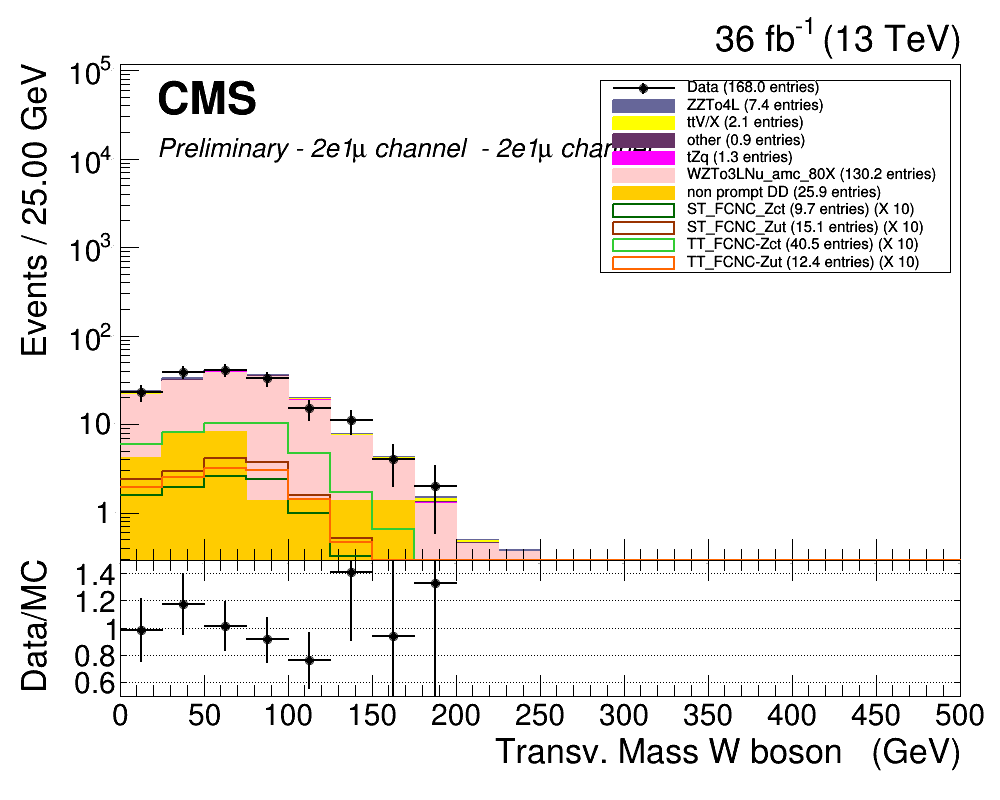 36 fb-1 (13 TeV)
CMS
Preliminary - 2e1μ channel - 2e1μ channel
Data (168.0 entries)
ZZTo4L (7.4 entries)
ttV/X (2.1 entries)
other (0.9 entries)
tZq (1.3 entries)
WZTo3LNu_amc_80X (130.2 entries)
non prompt DD (25.9 entries)
ST_FCNC_Zct (9.7 entries) (X 10)
ST_FCNC_Zut (15.1 entries) (X 10)
TT_FCNC-Zct (40.5 entries) (X 10)
TT_FCNC-Zut (12.4 entries) (X 10)
Events / 25.00 GeV
10^5
10^4
10^3
10^2
10
1
Data/MC
1.4
1.2
1
0.8
0.6
0 50 100 150 200 250 300 350 400 450 500
Transv. Mass W boson (GeV)